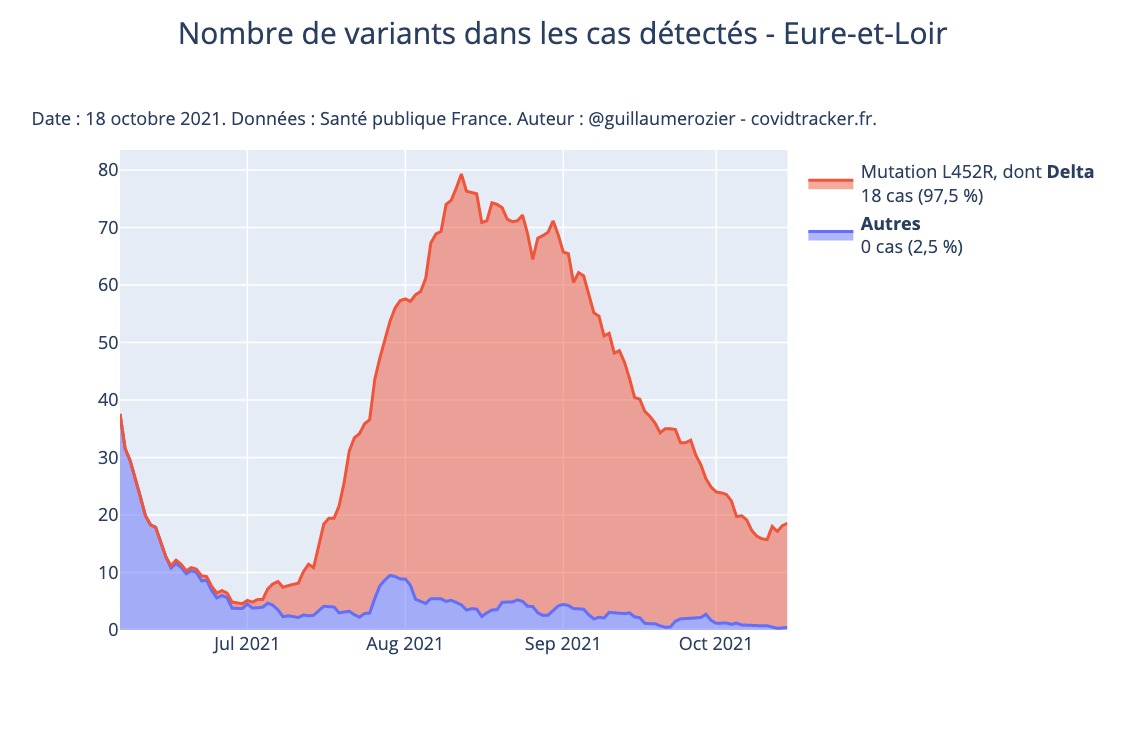 Nombre de variants dans les cas détectés - Eure-et-Loir
Date : 18 octobre 2021. Données : Santé publique France. Auteur : @guillaumerozier - covidtracker.fr.
80
70
60
50
40
30
20
10
0
Jul 2021
Aug 2021
Sep 2021
Oct 2021
Mutation L452R, dont Delta
18 cas (97,5 %)
Autres
0 cas (2,5 %)